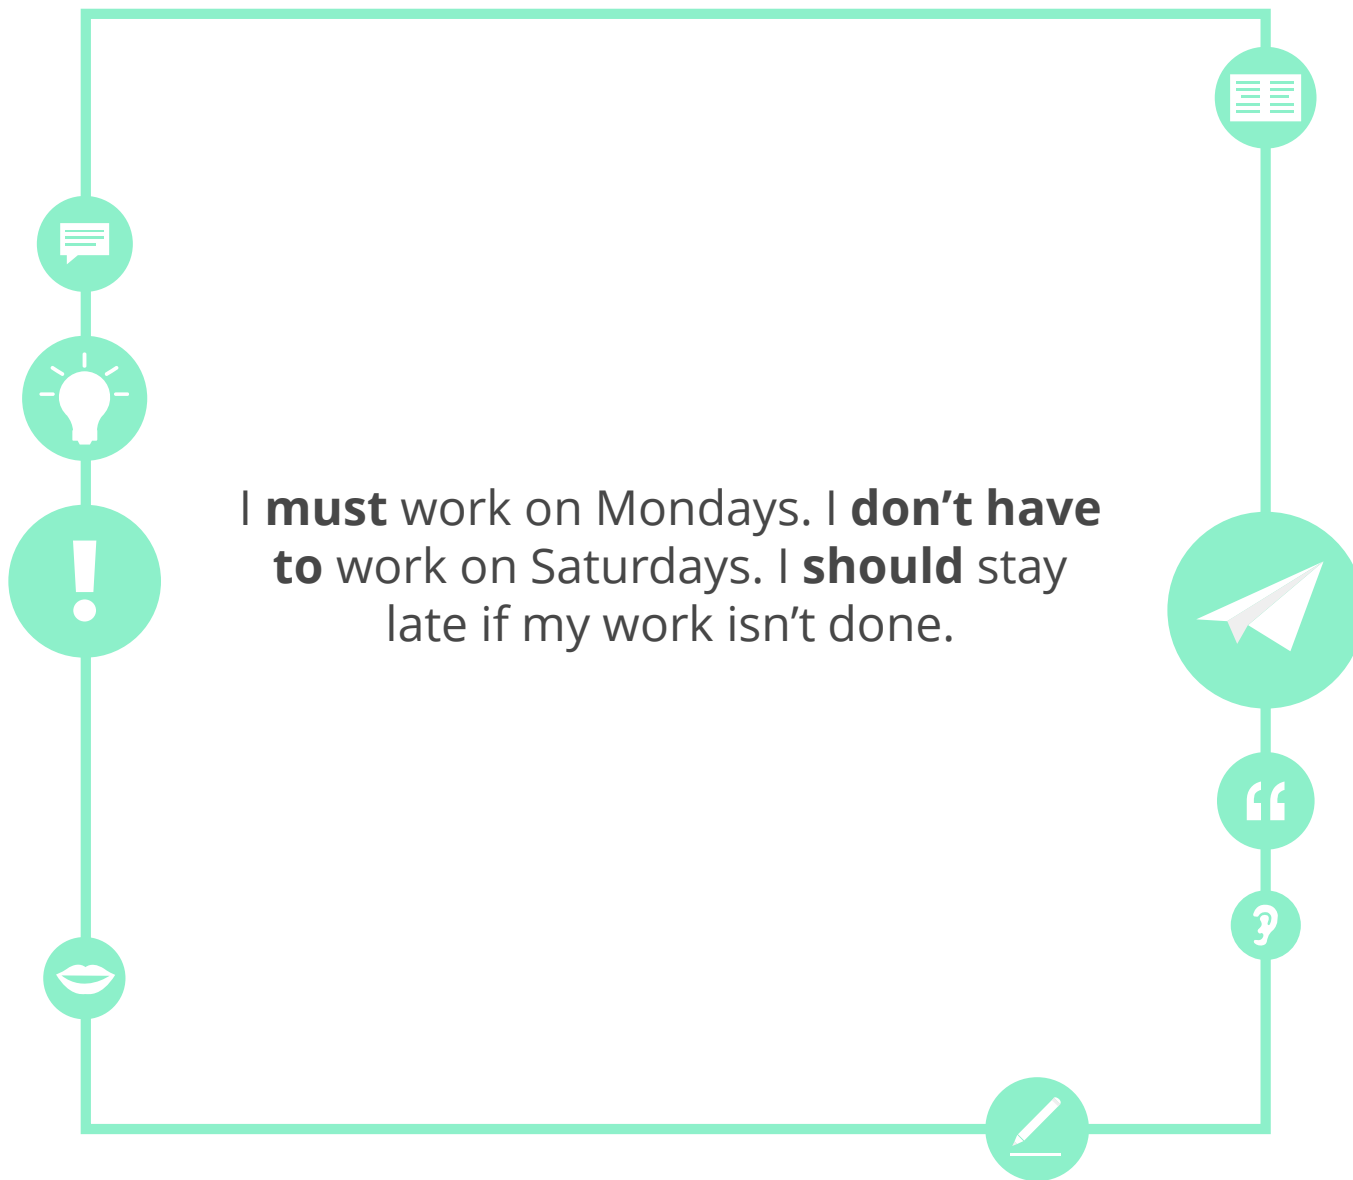 I must work on Mondays. I don’t have
to work on Saturdays. I should stay
late if my work isn’t done.